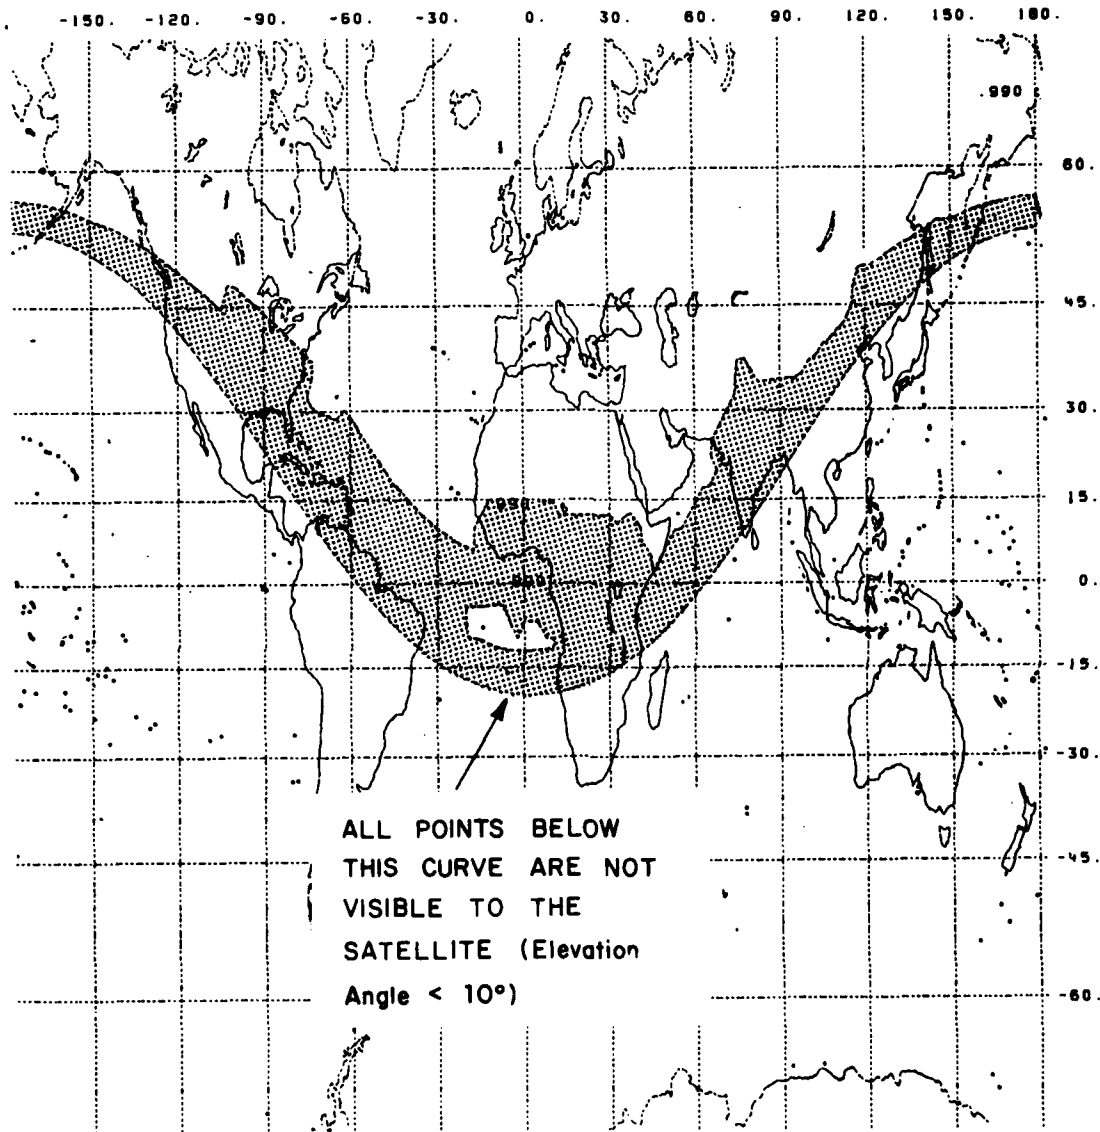 -150. -120. -90. -60. -30. 0. 30. 60. 90. 120. 150. 180.
.990
60.
45.
30.
15.
0.
-15.
-30.
-45.
-60.
ALL POINTS BELOW
THIS CURVE ARE NOT
VISIBLE TO THE
SATELLITE (Elevation
Angle < 10°)